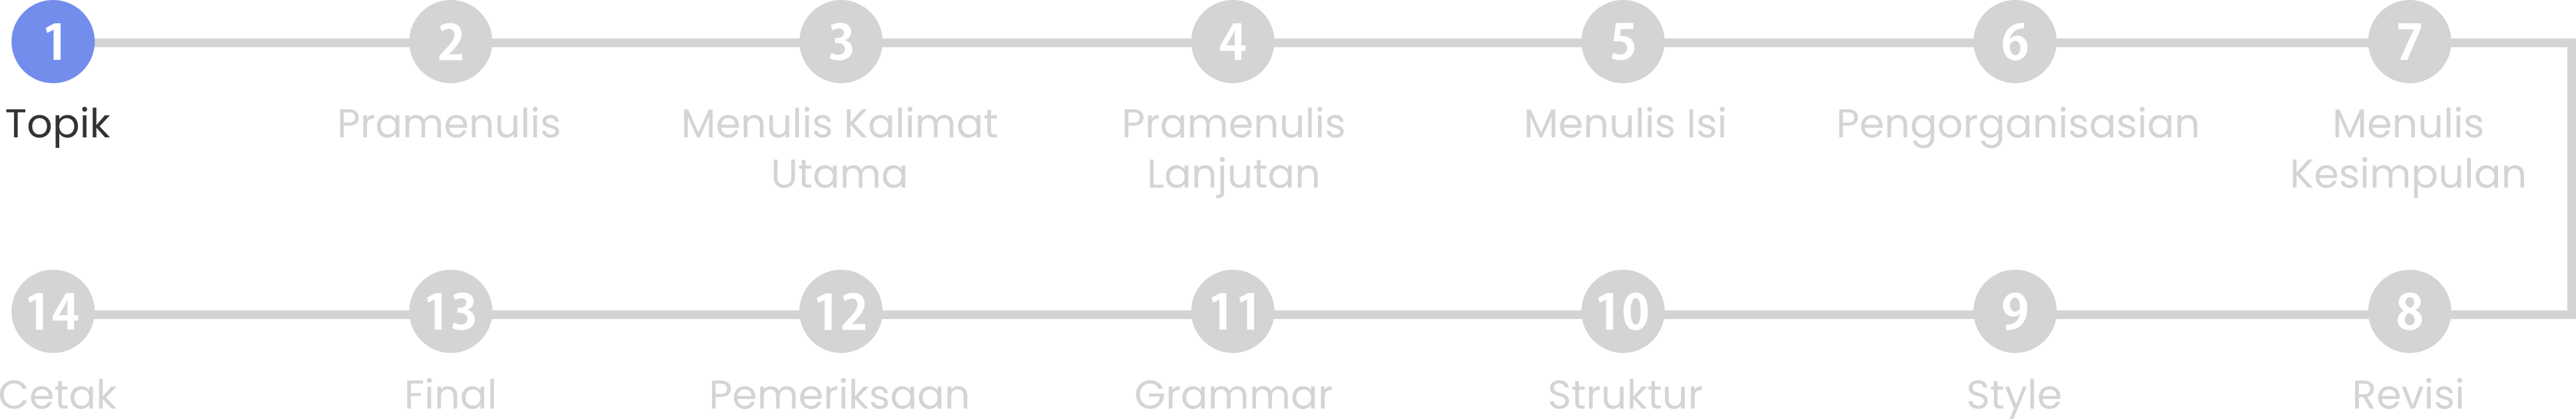 1 2 3 4 5 6 7
Topik Pramenulis Menulis Kalimat Pramenulis Menulis Isi Pengorganisasian Menulis
Utama Lanjutan Kesimpulan
14 13 12 11 10 9 8
Cetak Final Pemeriksaan Grammar Struktur Style Revisi